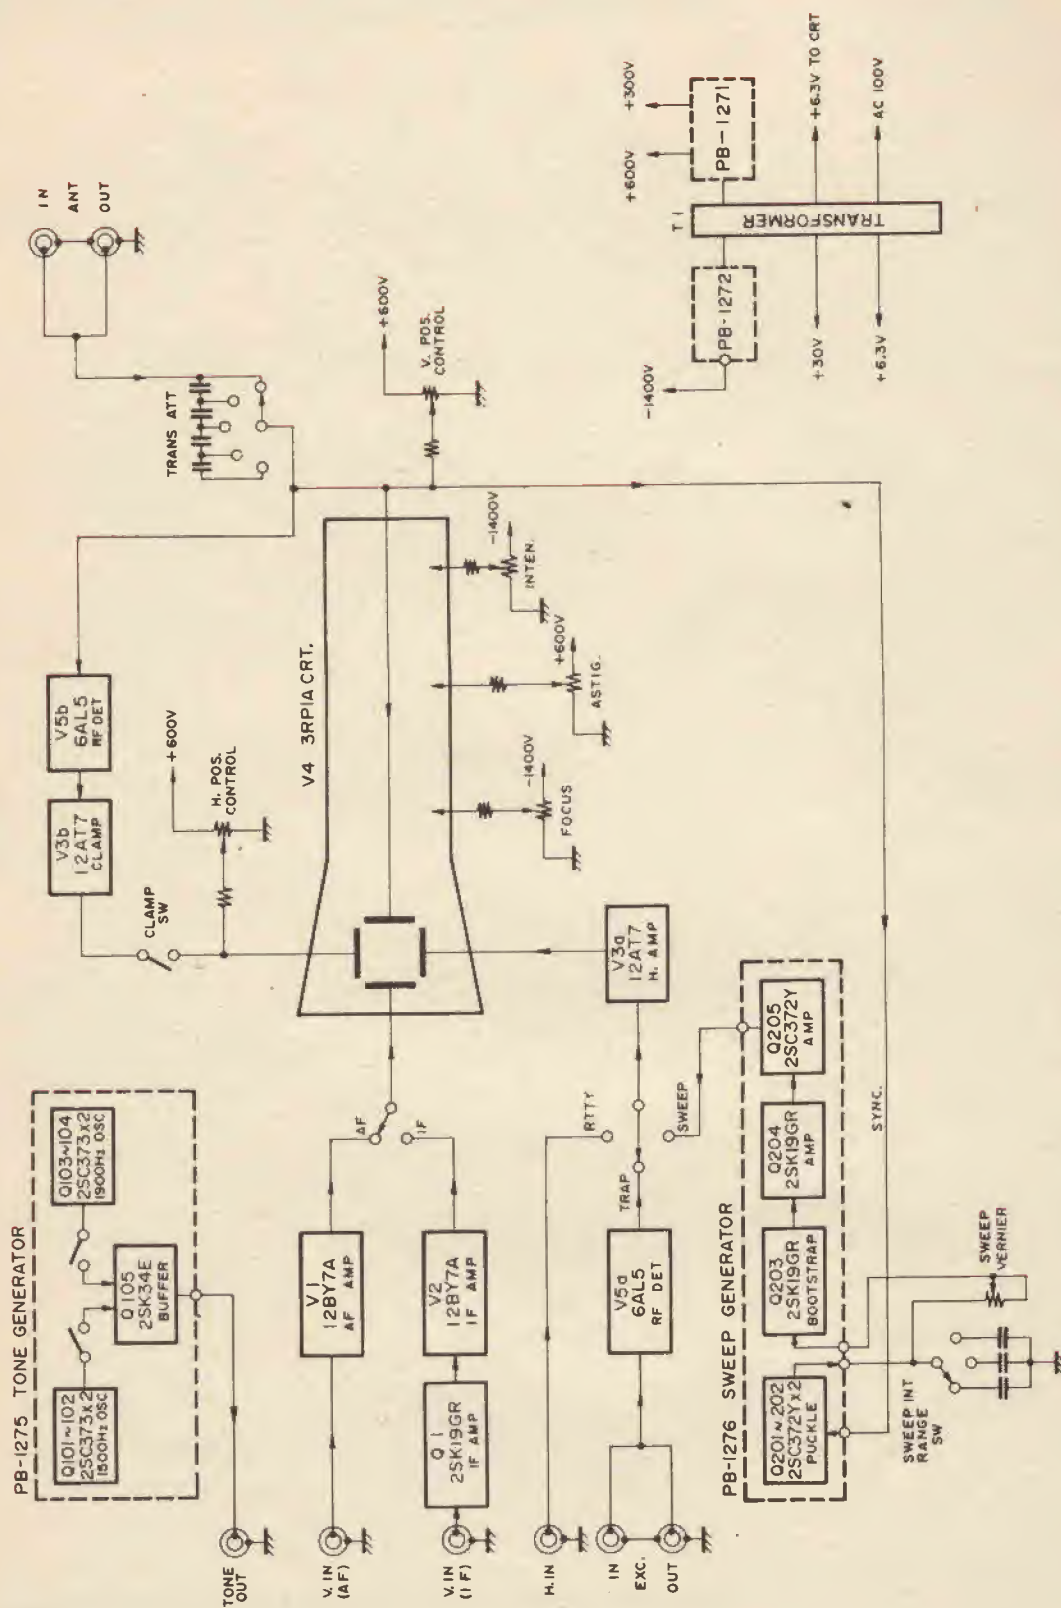 PB-1275 TONE GENERATOR
Q101~102
2SC373x2
1500Hz OSC
Q103~104
2SC373x2
1900Hz OSC
Q105
2SK34E
BUFFER
TONE
OUT
V5b
6AL5
RF DET
V3b
12AT7
CLAMP
CLAMP
SW
+600V
H. POS.
CONTROL
TRANS ATT
IN
ANT
OUT
V.IN
(AF)
V1
12BY7A
AF AMP
AF
IF
V.IN
(IF)
Q1
2SK19GR
IF AMP
V2
12BY7A
IF AMP
V4 3RP1A CRT.
+600V
V. POS.
CONTROL
FOCUS
-1400V
ASTIG.
+600V
INTEN.
-1400V
H.IN
RTTY
TRAP
SWEEP
IN
EXC.
OUT
V5a
6AL5
RF DET
V3a
12AT7
H. AMP
PB-1276 SWEEP GENERATOR
Q201~202
2SC372Yx2
PUCKLE
Q203
2SK19GR
BOOTSTRAP
Q204
2SK19GR
AMP
Q205
2SC372Y
AMP
SYNC.
SWEEP INT
RANGE
SW
SWEEP
VERNIER
-1400V
PB-1272
+30V
+6.3V
T1
TRANSFORMER
+600V
+300V
PB-1271
+6.3V TO CRT
AC 100V